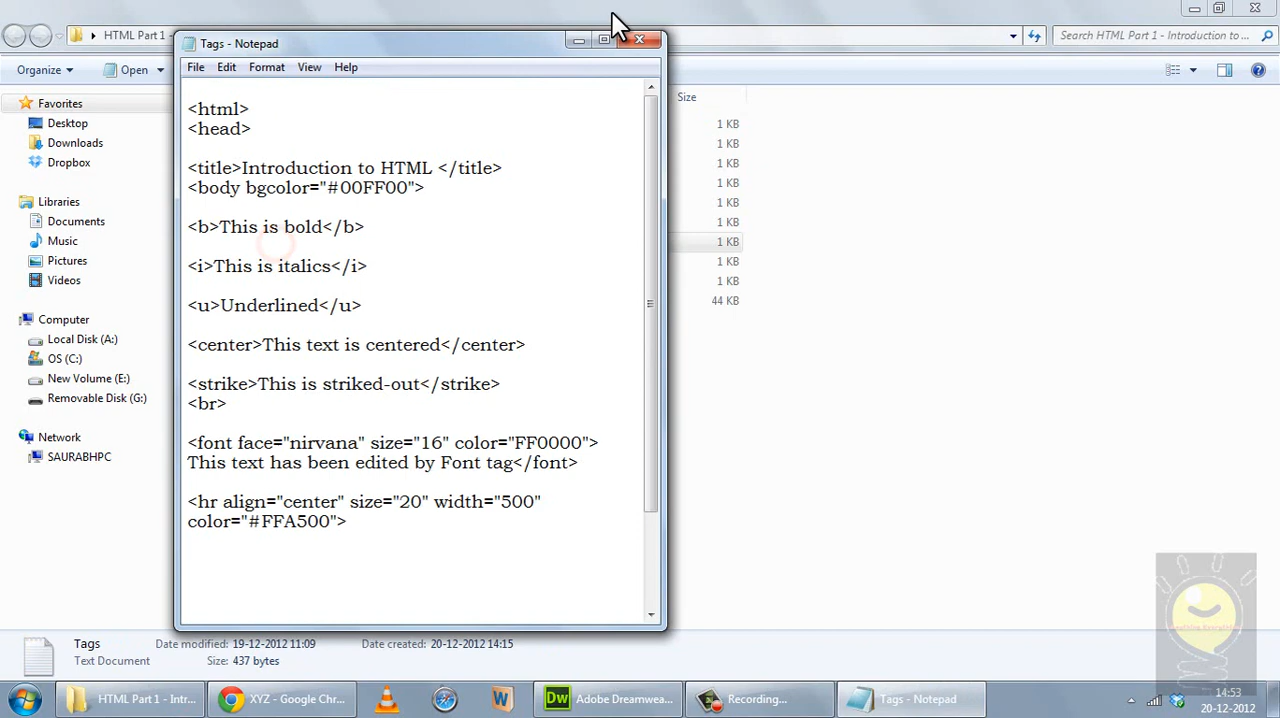 HTML Part 1 -
Search HTML Part 1 - Introduction to ...
Tags - Notepad
File Edit Format View Help
Organize Open
Size
<html>
<head>
<title>Introduction to HTML </title>
<body bgcolor="#00FF00">
<b>This is bold</b>
<i>This is italics</i>
<u>Underlined</u>
<center>This text is centered</center>
<strike>This is striked-out</strike>
<br>
<font face="nirvana" size="16" color="FF0000">
This text has been edited by Font tag</font>
<hr align="center" size="20" width="500"
color="#FFA500">
Favorites
Desktop
Downloads
Dropbox
Libraries
Documents
Music
Pictures
Videos
Computer
Local Disk (A:)
OS (C:)
New Volume (E:)
Removable Disk (G:)
Network
SAURABHPC
1 KB
1 KB
1 KB
1 KB
1 KB
1 KB
1 KB
1 KB
1 KB
44 KB
Tags Date modified: 19-12-2012 11:09 Date created: 20-12-2012 14:15
Text Document Size: 437 bytes
HTML Part 1 - Intr... XYZ - Google Chr... Adobe Dreamwea... Recording... Tags - Notepad
14:53
20-12-2012